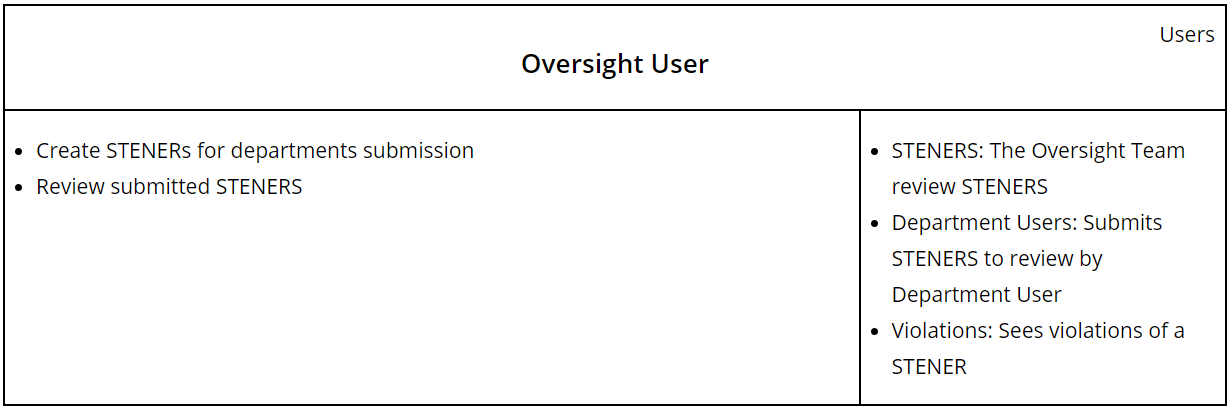 Users
Oversight User
• Create STENERs for departments submission
• Review submitted STENERS
• STENERS: The Oversight Team
review STENERS
• Department Users: Submits
STENERS to review by
Department User
• Violations: Sees violations of a
STENER